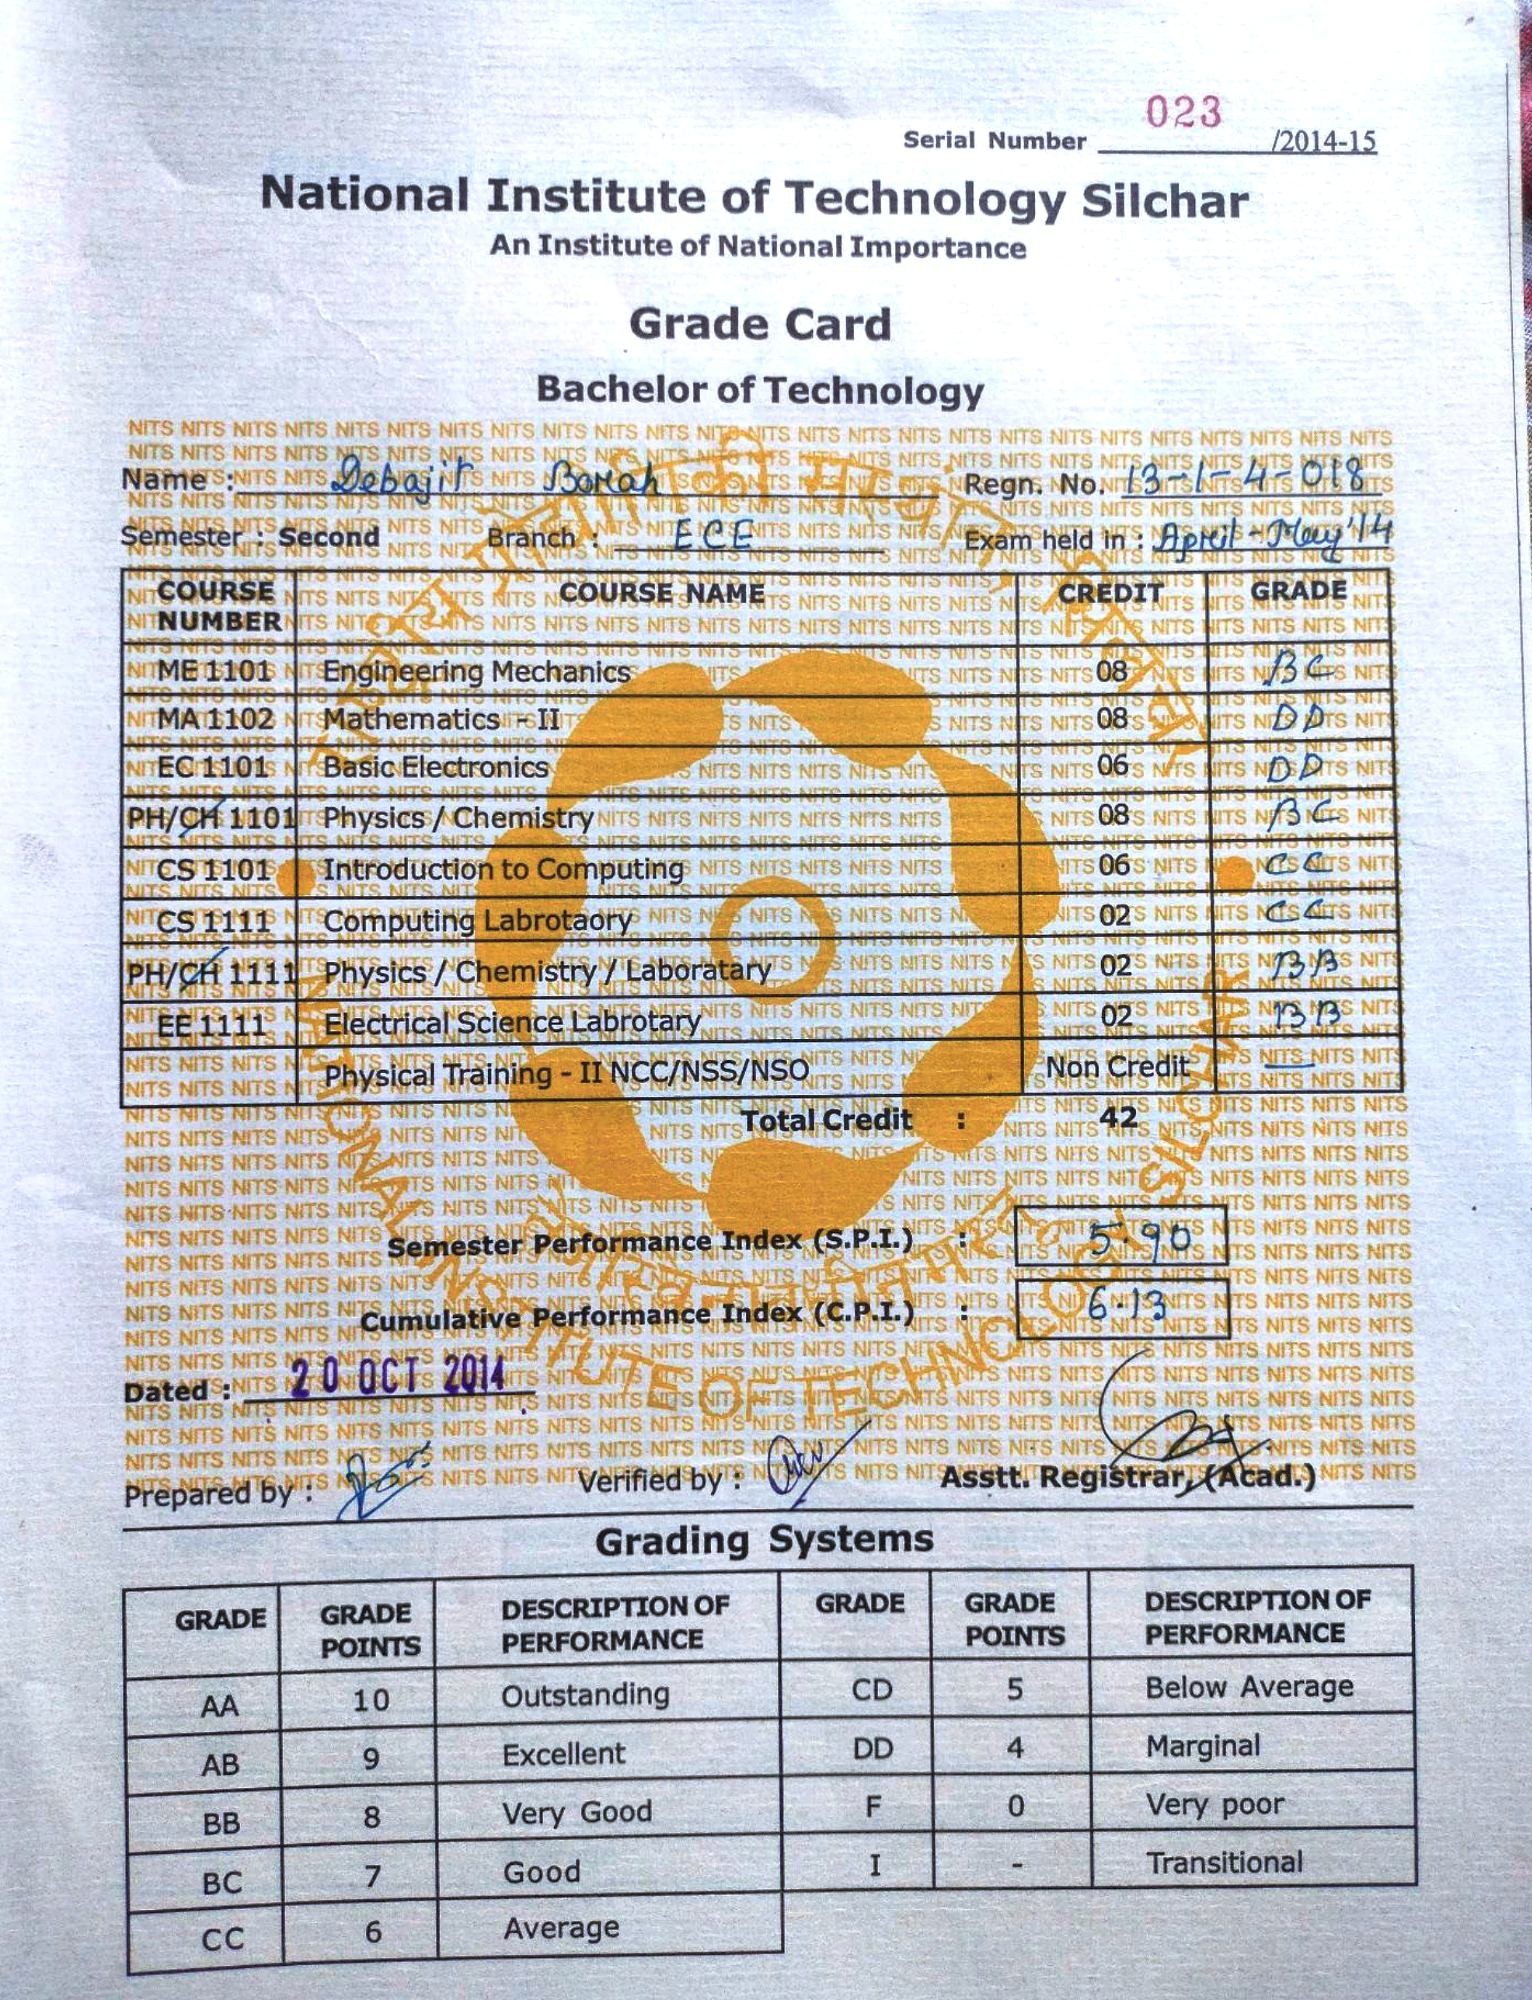 023
Serial Number /2014-15
National Institute of Technology Silchar
An Institute of National Importance
Grade Card
Bachelor of Technology
Name : Debajit Borah Regn. No. 13-1-4-018
Semester : Second Branch : ECE Exam held in : April-May'14
COURSE NUMBER COURSE NAME CREDIT GRADE
ME 1101 Engineering Mechanics 08 BC
MA 1102 Mathematics - II 08 DD
EC 1101 Basic Electronics 06 DD
PH/CH 1101 Physics / Chemistry 08 BC
CS 1101 Introduction to Computing 06 CC
CS 1111 Computing Labrotaory 02 CC
PH/CH 1111 Physics / Chemistry / Laboratary 02 BB
EE 1111 Electrical Science Labrotary 02 BB
Physical Training - II NCC/NSS/NSO Non Credit —
Total Credit : 42
Semester Performance Index (S.P.I.) : 5.90
Cumulative Performance Index (C.P.I.) : 6.13
Dated : 20 OCT 2014
NATIONAL INSTITUTE OF TECHNOLOGY SILCHAR
Prepared by : Verified by : Asstt. Registrar, (Acad.)
Grading Systems
GRADE GRADE POINTS DESCRIPTION OF PERFORMANCE GRADE GRADE POINTS DESCRIPTION OF PERFORMANCE
AA 10 Outstanding CD 5 Below Average
AB 9 Excellent DD 4 Marginal
BB 8 Very Good F 0 Very poor
BC 7 Good I - Transitional
CC 6 Average